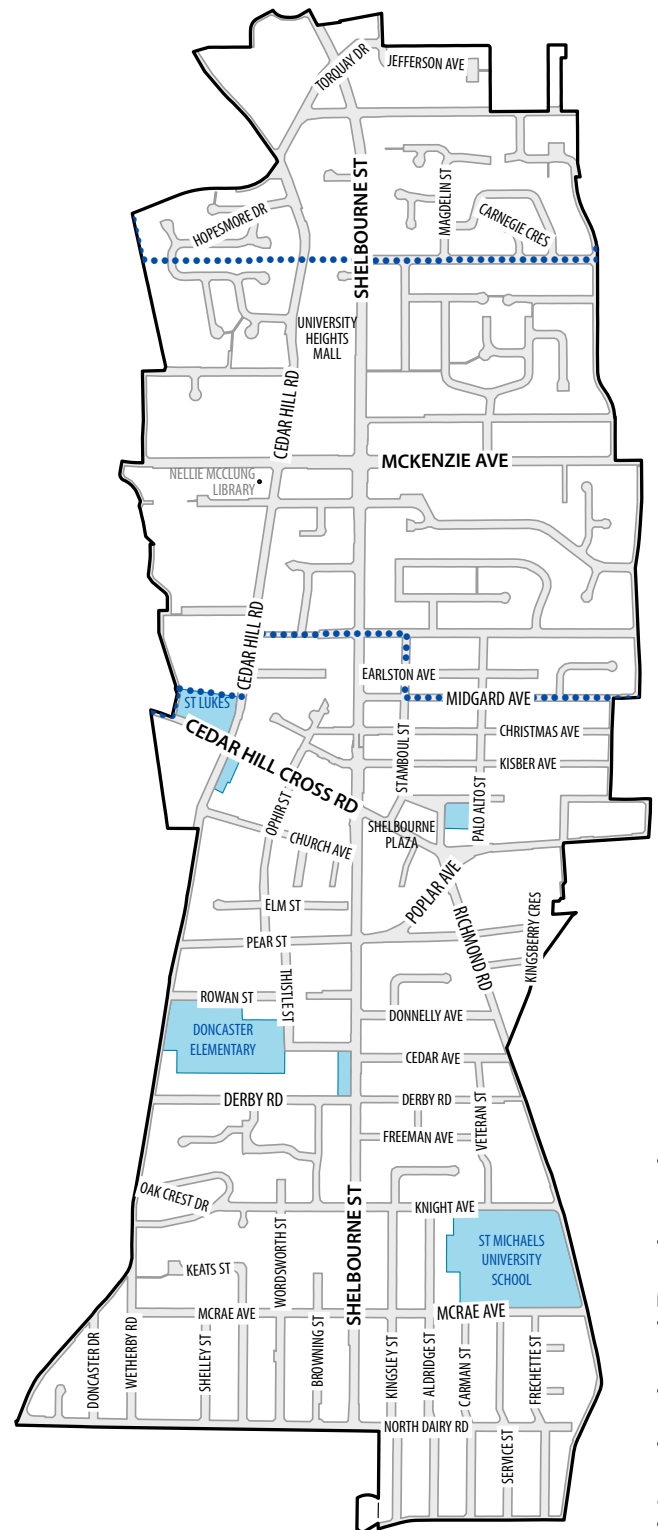 TORQUAY DR
JEFFERSON AVE
SHELBOURNE ST
MAGDELIN ST
CARNEGIE CRES
HOPESMORE DR
UNIVERSITY
HEIGHTS
MALL
CEDAR HILL RD
MCKENZIE AVE
NELLIE MCCLUNG
LIBRARY
CEDAR HILL RD
EARLSTON AVE
MIDGARD AVE
ST LUKES
CEDAR HILL CROSS RD
STAMBOUL ST
CHRISTMAS AVE
KISBER AVE
OPHIR ST
PALO ALTO ST
SHELBOURNE
PLAZA
CHURCH AVE
POPLAR AVE
ELM ST
RICHMOND RD
KINGSBERRY CRES
PEAR ST
THISTLE ST
ROWAN ST
DONNELLY AVE
DONCASTER
ELEMENTARY
CEDAR AVE
DERBY RD
DERBY RD
VETERAN ST
FREEMAN AVE
OAK CREST DR
SHELBOURNE ST
KNIGHT AVE
WORDSWORTH ST
ST MICHAELS
UNIVERSITY
SCHOOL
KEATS ST
MCRAE AVE
MCRAE AVE
DONCASTER DR
WETHERBY RD
SHELLEY ST
BROWNING ST
KINGSLEY ST
ALDRIDGE ST
CARMAN ST
FRECHETTE ST
NORTH DAIRY RD
SERVICE ST